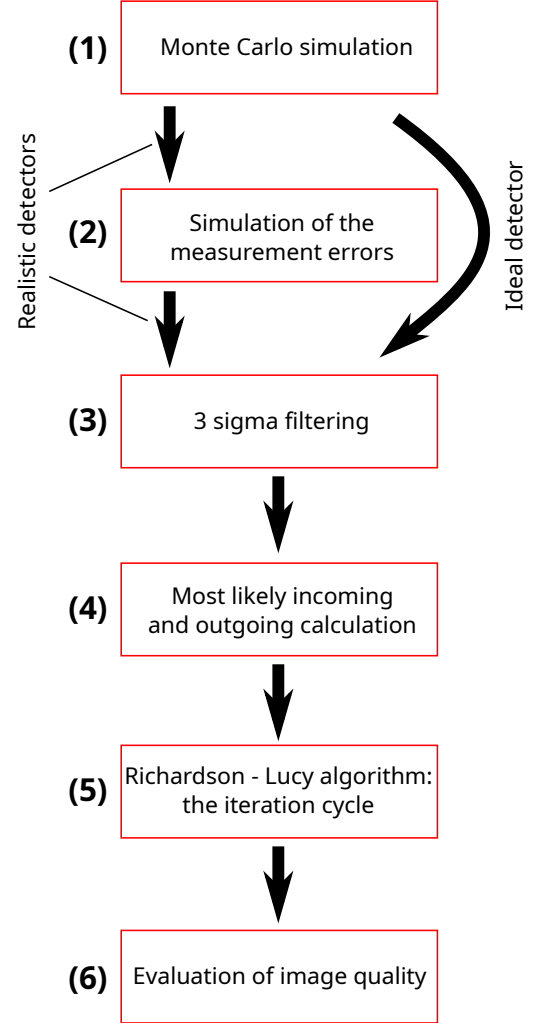 (1)
Monte Carlo simulation
Realistic detectors
Ideal detector
(2)
Simulation of the
measurement errors
(3)
3 sigma filtering
(4)
Most likely incoming
and outgoing calculation
(5)
Richardson - Lucy algorithm:
the iteration cycle
(6)
Evaluation of image quality